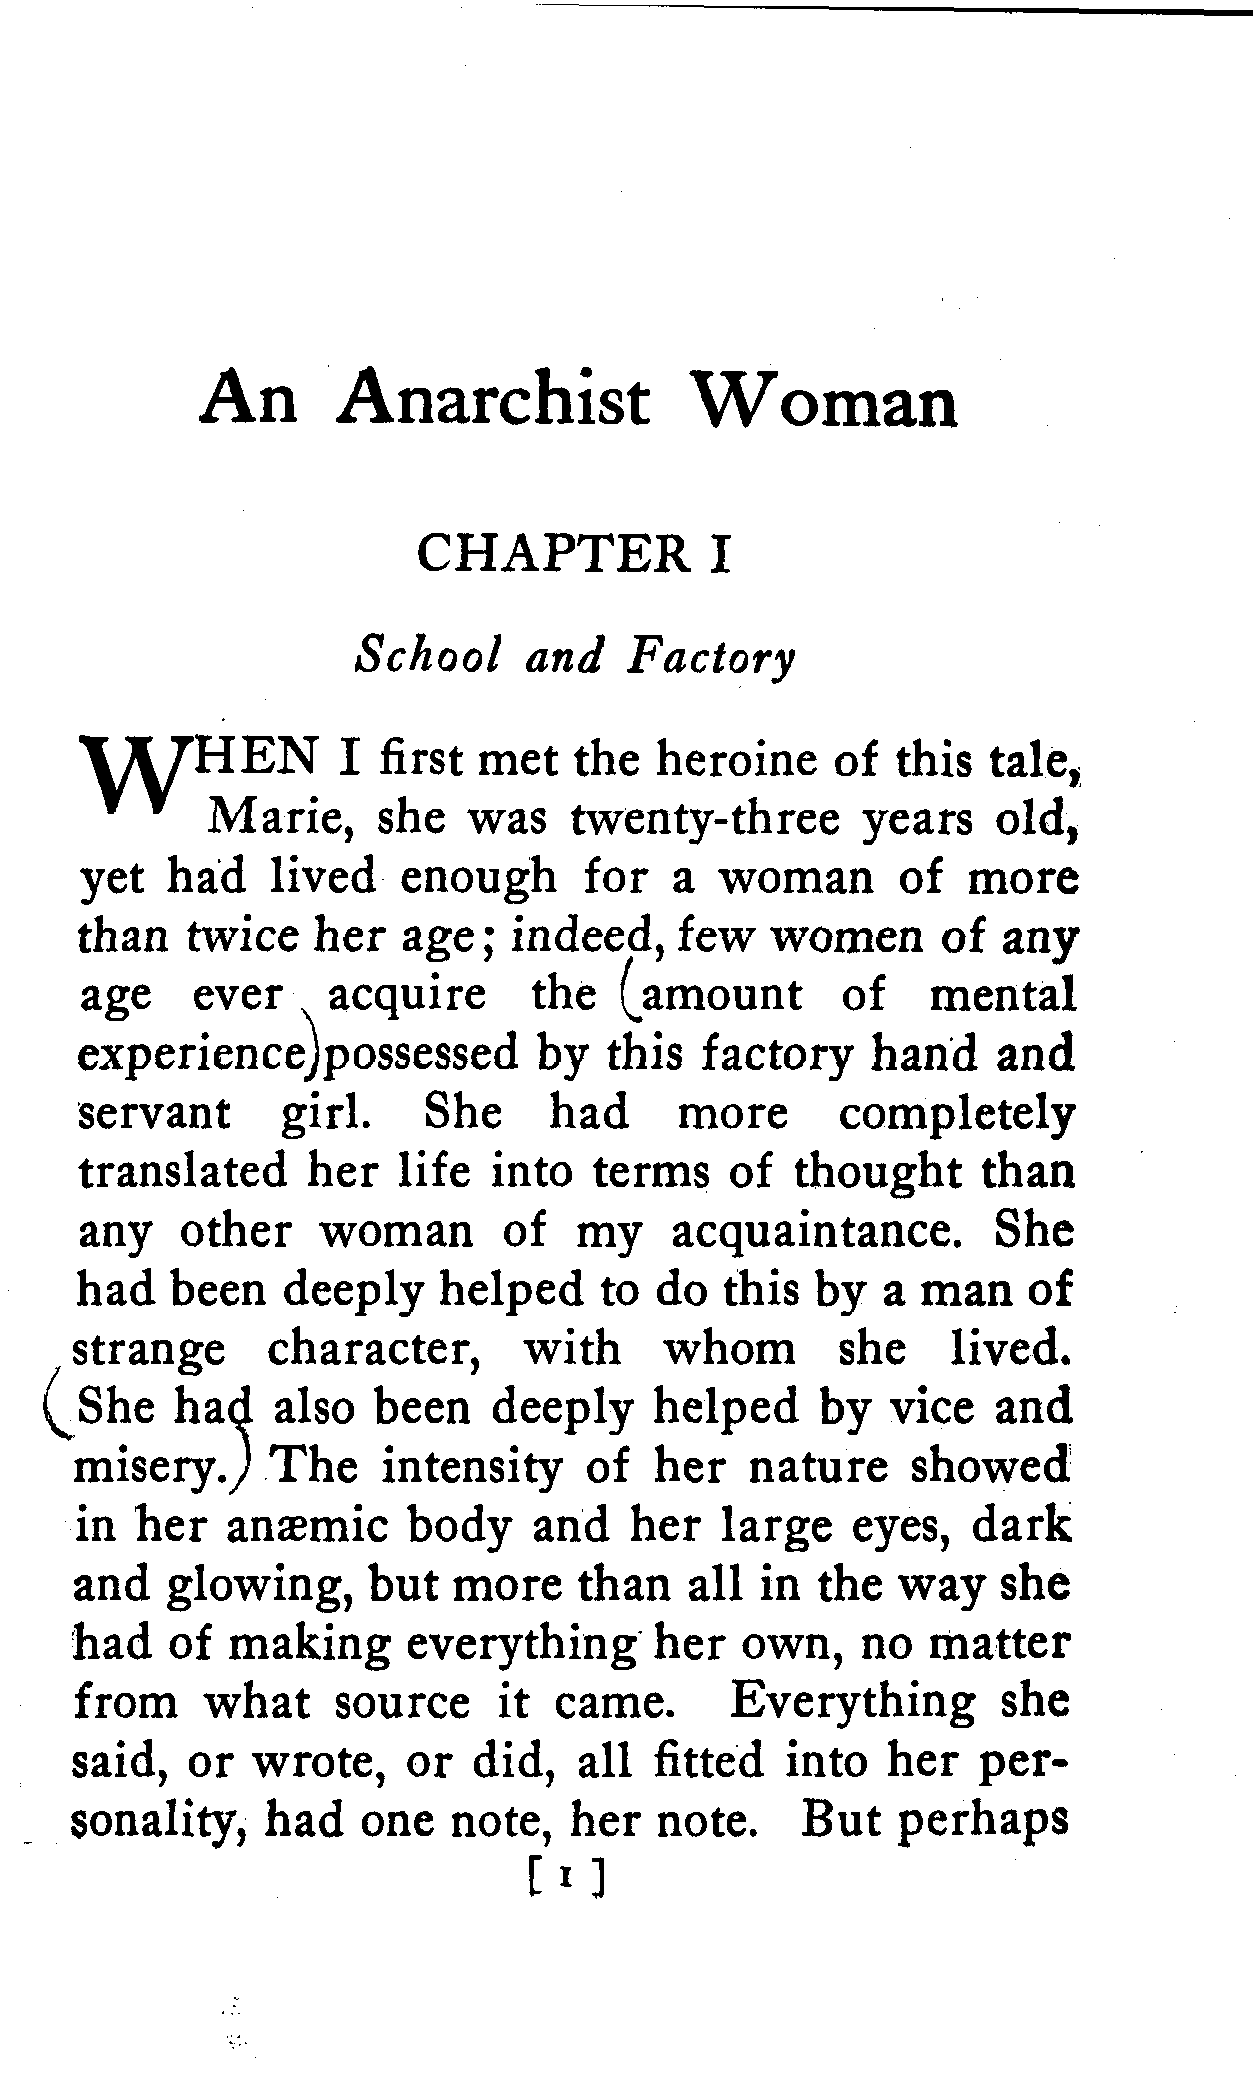 An Anarchist Woman
CHAPTER I
School and Factory
WHEN I first met the heroine of this tale,
Marie, she was twenty-three years old,
yet had lived enough for a woman of more
than twice her age; indeed, few women of any
age ever acquire the (amount of mental
experience)possessed by this factory hand and
servant girl. She had more completely
translated her life into terms of thought than
any other woman of my acquaintance. She
had been deeply helped to do this by a man of
strange character, with whom she lived.
(She had also been deeply helped by vice and
misery.) The intensity of her nature showed
in her anæmic body and her large eyes, dark
and glowing, but more than all in the way she
had of making everything her own, no matter
from what source it came. Everything she
said, or wrote, or did, all fitted into her per-
sonality, had one note, her note. But perhaps
[ 1 ]